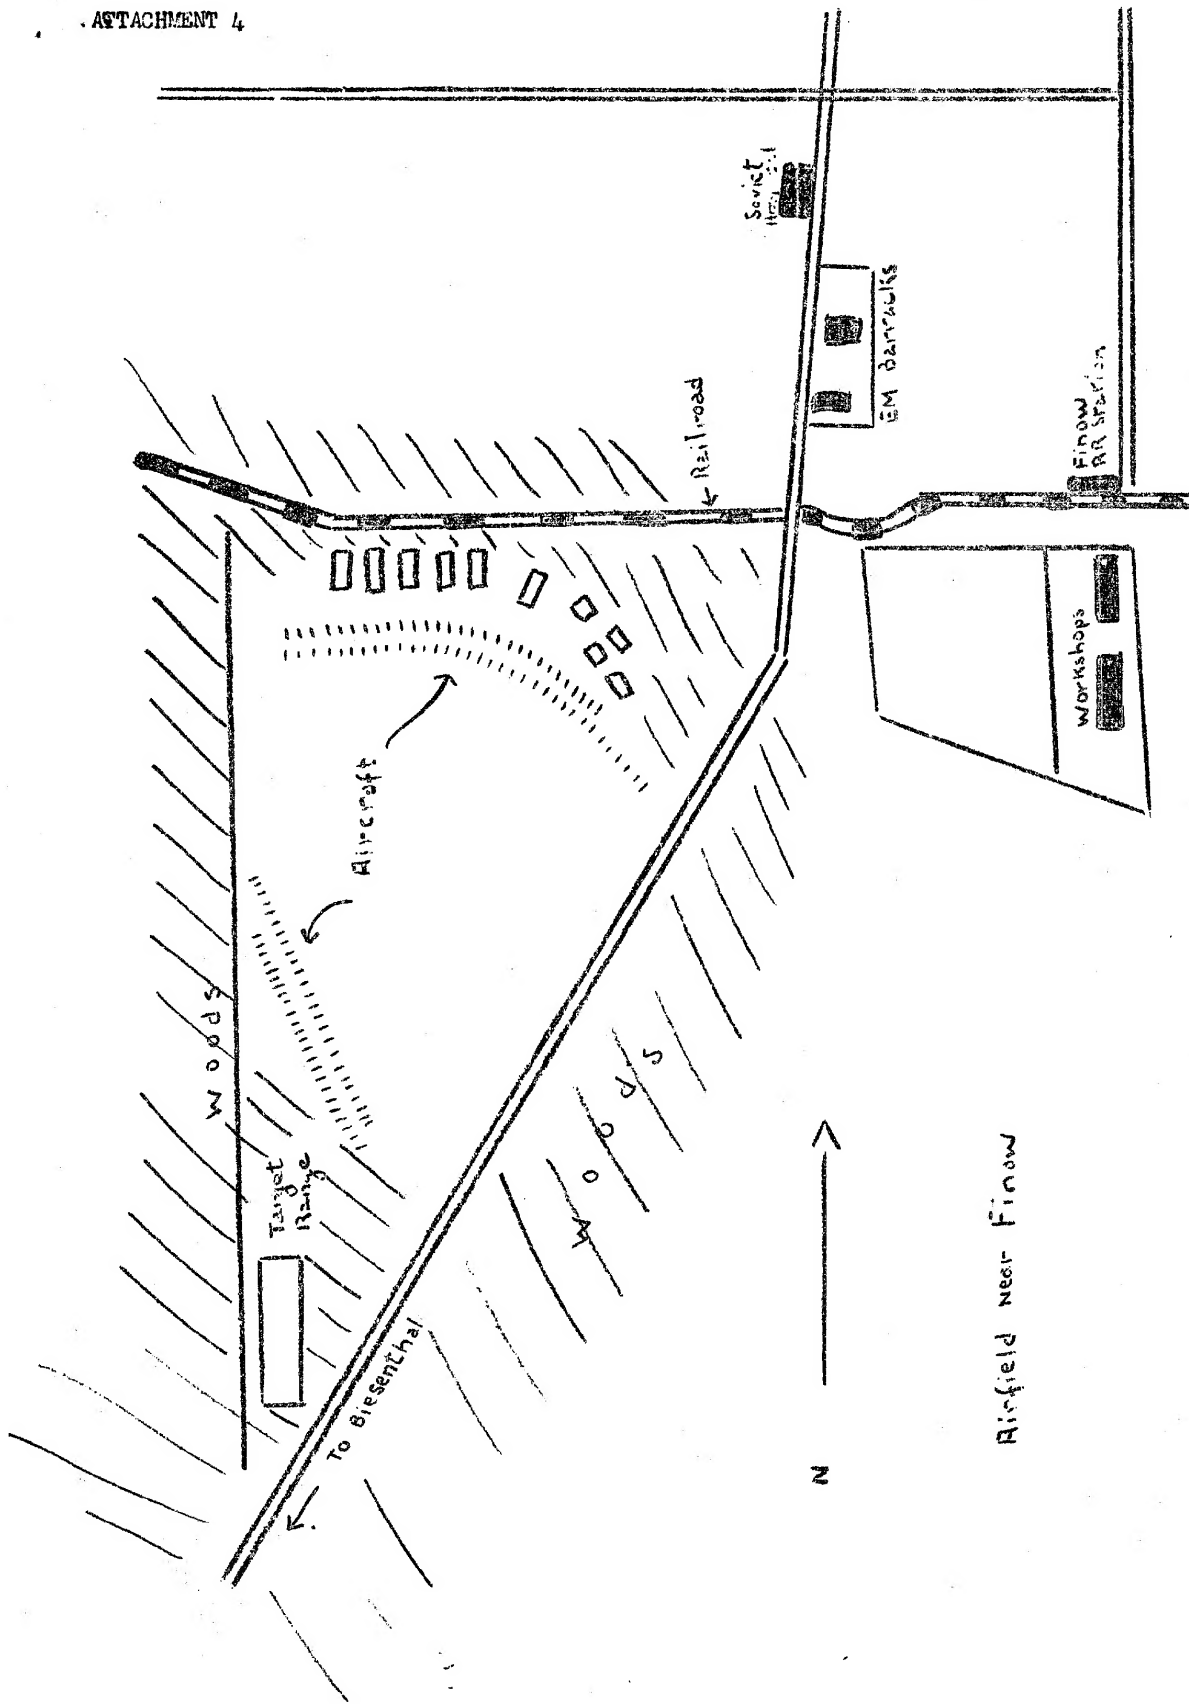 ATTACHMENT 4
Soviet
EM Barracks
Railroad
Finow
RR Station
Workshops
Aircraft
Woods
Target
Range
Woods
To Biesenthal
N
Airfield near Finow